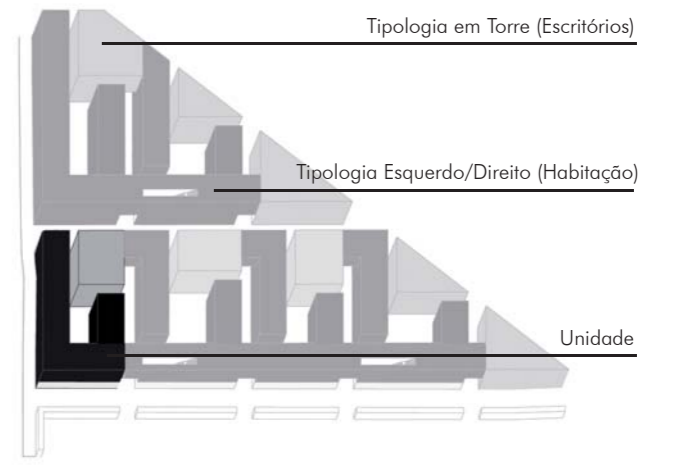 Tipologia em Torre (Escritórios)
Tipologia Esquerdo/Direito (Habitação)
Unidade